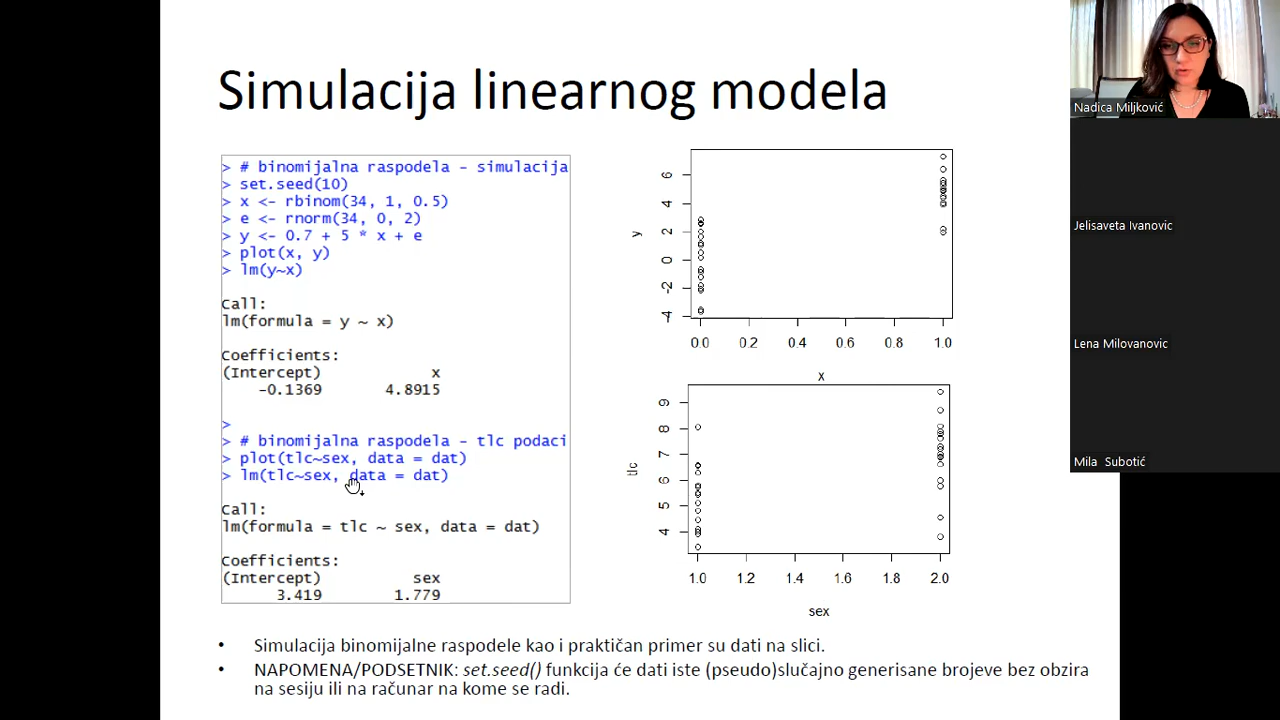 Simulacija linearnog modela
> # binomijalna raspodela - simulacija
> set.seed(10)
> x <- rbinom(34, 1, 0.5)
> e <- rnorm(34, 0, 2)
> y <- 0.7 + 5 * x + e
> plot(x, y)
> lm(y~x)
Call:
lm(formula = y ~ x)
Coefficients:
(Intercept) x
-0.1369 4.8915
>
> # binomijalna raspodela - tlc podaci
> plot(tlc~sex, data = dat)
> lm(tlc~sex, data = dat)
Call:
lm(formula = tlc ~ sex, data = dat)
Coefficients:
(Intercept) sex
3.419 1.779
y
6
4
2
0
-2
-4
0.0 0.2 0.4 0.6 0.8 1.0
x
tlc
9
8
7
6
5
4
1.0 1.2 1.4 1.6 1.8 2.0
sex
• Simulacija binomijalne raspodele kao i praktičan primer su dati na slici.
• NAPOMENA/PODSETNIK: set.seed() funkcija će dati iste (pseudo)slučajno generisane brojeve bez obzira
na sesiju ili na računar na kome se radi.
Nadica Miljković
Jelisaveta Ivanovic
Lena Milovanovic
Mila Subotić